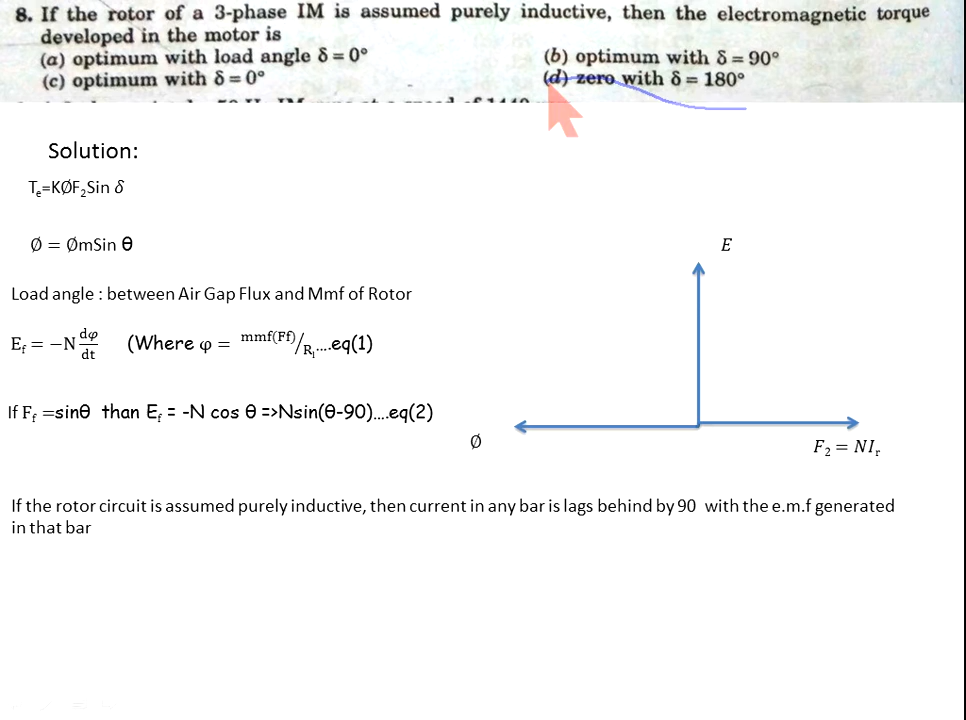 8. If the rotor of a 3-phase IM is assumed purely inductive, then the electromagnetic torque
developed in the motor is
(a) optimum with load angle δ = 0°
(b) optimum with δ = 90°
(c) optimum with δ = 0°
(d) zero with δ = 180°
Solution:
Tₑ=KØF₂Sin δ
Ø = ØmSin θ
E
Load angle : between Air Gap Flux and Mmf of Rotor
E_f = −N dφ/dt (Where φ = mmf(Ff)/R_l....eq(1)
If F_f =sinθ than E_f = -N cos θ =>Nsin(θ-90)....eq(2)
Ø
F₂ = NIᵣ
If the rotor circuit is assumed purely inductive, then current in any bar is lags behind by 90 with the e.m.f generated
in that bar